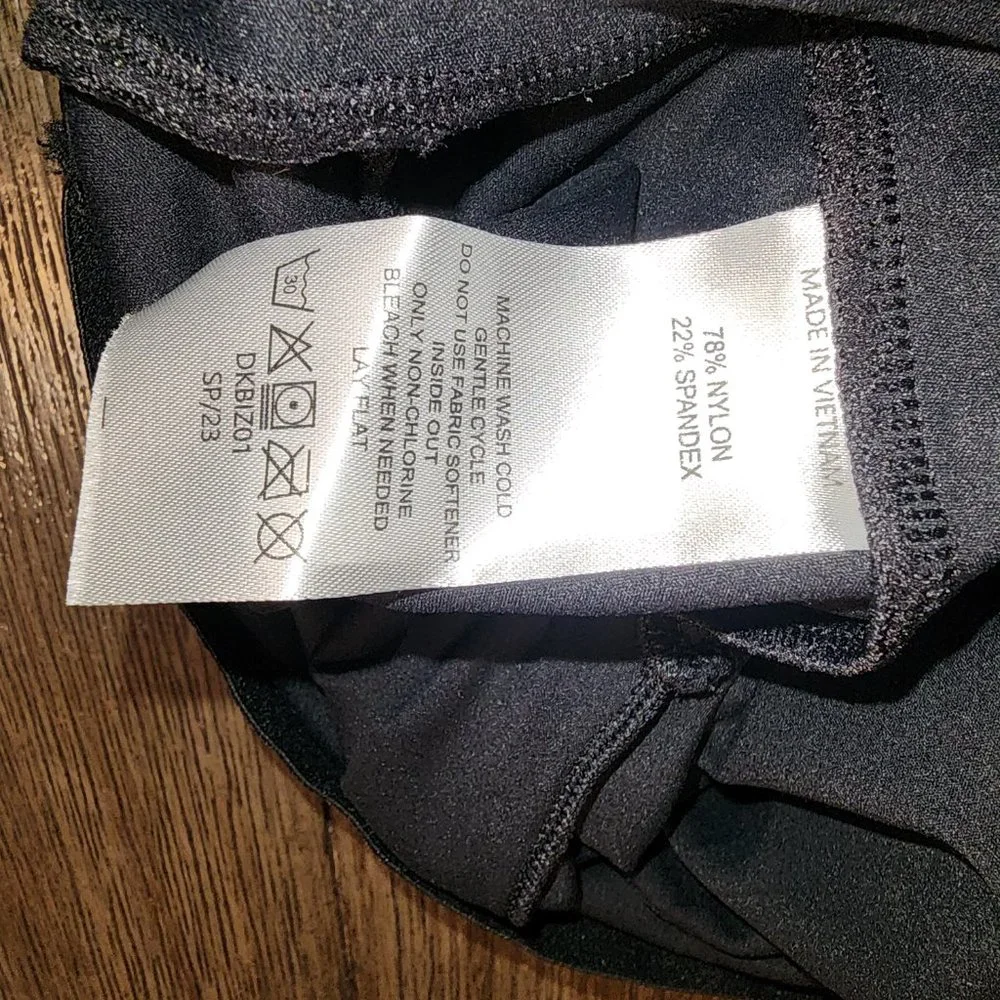 MADE IN VIETNAM
78% NYLON
22% SPANDEX
MACHINE WASH COLD
GENTLE CYCLE
DO NOT USE FABRIC SOFTENER
INSIDE OUT
ONLY NON-CHLORINE
BLEACH WHEN NEEDED
LAY FLAT
30
DKBIZ01
SP/23